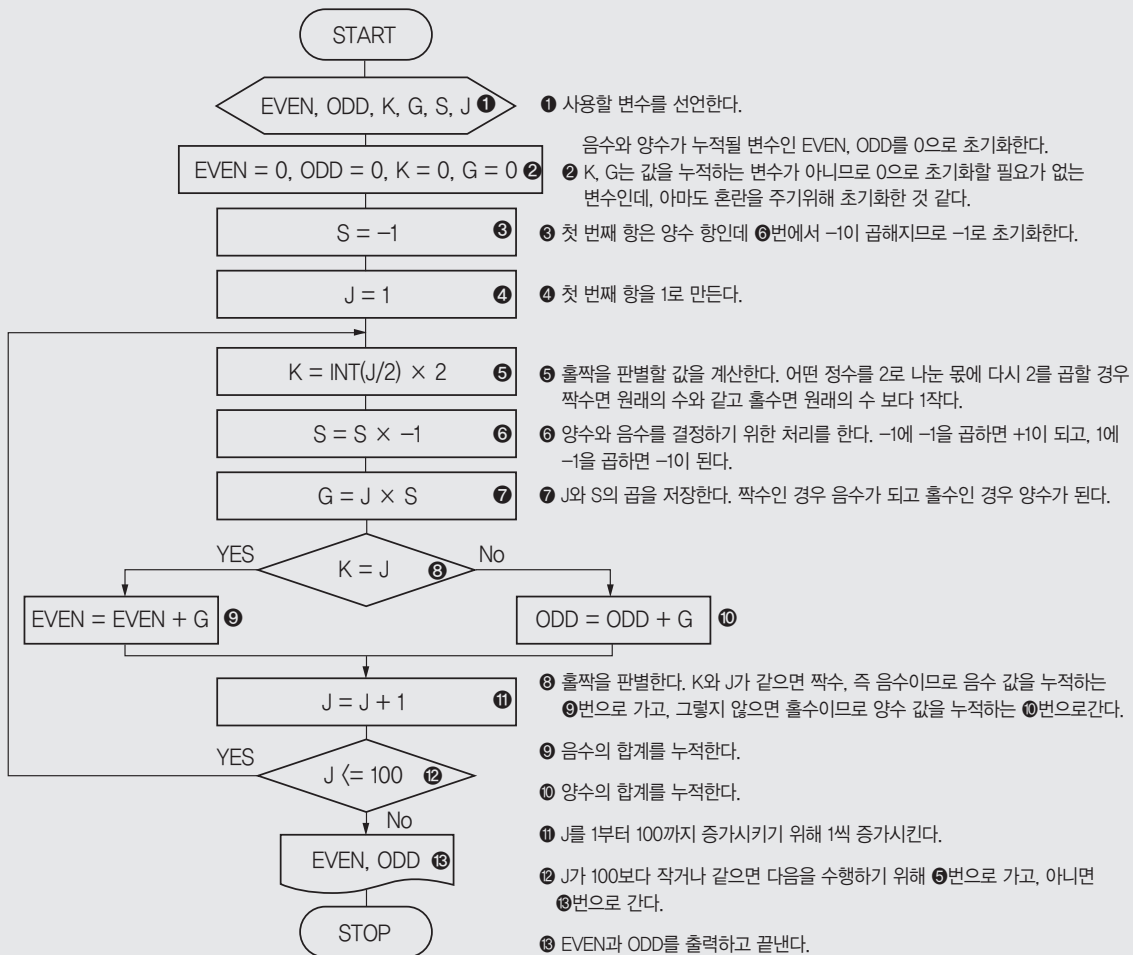 START
EVEN, ODD, K, G, S, J ❶
❶ 사용할 변수를 선언한다.
EVEN = 0, ODD = 0, K = 0, G = 0 ❷
음수와 양수가 누적될 변수인 EVEN, ODD를 0으로 초기화한다.
❷ K, G는 값을 누적하는 변수가 아니므로 0으로 초기화할 필요가 없는
변수인데, 아마도 혼란을 주기위해 초기화한 것 같다.
S = –1 ❸
❸ 첫 번째 항은 양수 항인데 ❻번에서 –1이 곱해지므로 –1로 초기화한다.
J = 1 ❹
❹ 첫 번째 항을 1로 만든다.
K = INT(J/2) × 2 ❺
❺ 홀짝을 판별할 값을 계산한다. 어떤 정수를 2로 나눈 몫에 다시 2를 곱할 경우
짝수면 원래의 수와 같고 홀수면 원래의 수 보다 1작다.
S = S × –1 ❻
❻ 양수와 음수를 결정하기 위한 처리를 한다. –1에 –1을 곱하면 +1이 되고, 1에
–1을 곱하면 –1이 된다.
G = J × S ❼
❼ J와 S의 곱을 저장한다. 짝수인 경우 음수가 되고 홀수인 경우 양수가 된다.
YES
K = J ❽
No
EVEN = EVEN + G ❾
ODD = ODD + G ❿
J = J + 1 ⓫
❽ 홀짝을 판별한다. K와 J가 같으면 짝수, 즉 음수이므로 음수 값을 누적하는
❾번으로 가고, 그렇지 않으면 홀수이므로 양수 값을 누적하는 ❿번으로간다.
❾ 음수의 합계를 누적한다.
YES
J 〈= 100 ⓬
❿ 양수의 합계를 누적한다.
No
⓫ J를 1부터 100까지 증가시키기 위해 1씩 증가시킨다.
EVEN, ODD ⓭
⓬ J가 100보다 작거나 같으면 다음을 수행하기 위해 ❺번으로 가고, 아니면
⓭번으로 간다.
STOP
⓭ EVEN과 ODD를 출력하고 끝낸다.